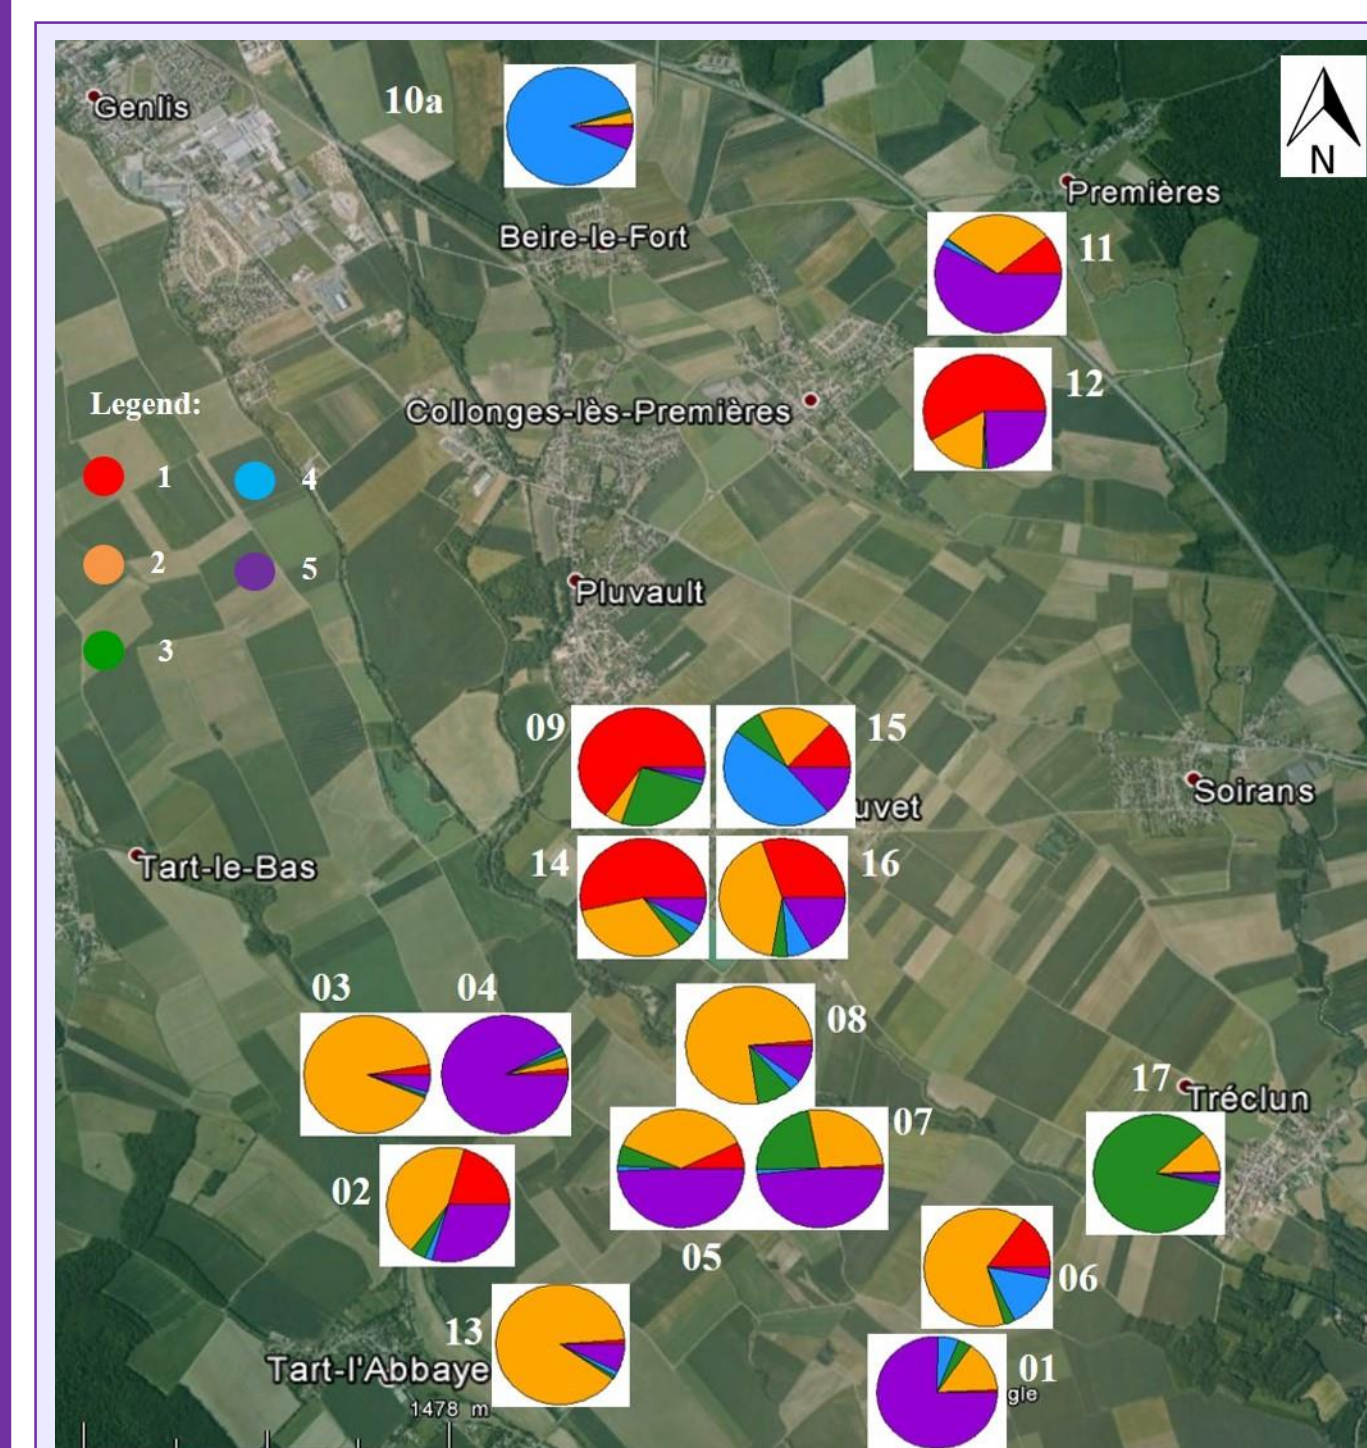 10a
Genlis
N
Premières
Beire-le-Fort
11
12
Legend:
Collonges-lès-Premières
1
4
2
5
3
Pluvault
09
15
Soirans
uvet
Tart-le-Bas
14
16
03
04
08
17
Tréclun
07
02
05
06
13
01
Tart-l'Abbaye
gle
1478 m